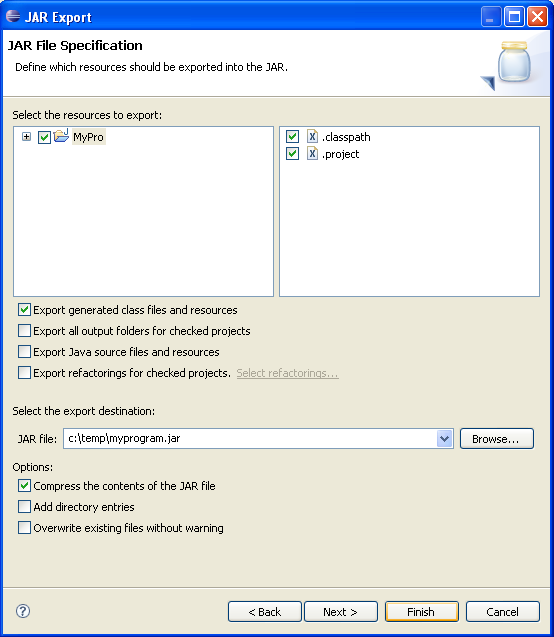 JAR Export
JAR File Specification
Define which resources should be exported into the JAR.
Select the resources to export:
MyPro
.classpath
.project
Export generated class files and resources
Export all output folders for checked projects
Export Java source files and resources
Export refactorings for checked projects. Select refactorings...
Select the export destination:
JAR file: c:\temp\myprogram.jar Browse...
Options:
Compress the contents of the JAR file
Add directory entries
Overwrite existing files without warning
? < Back Next > Finish Cancel